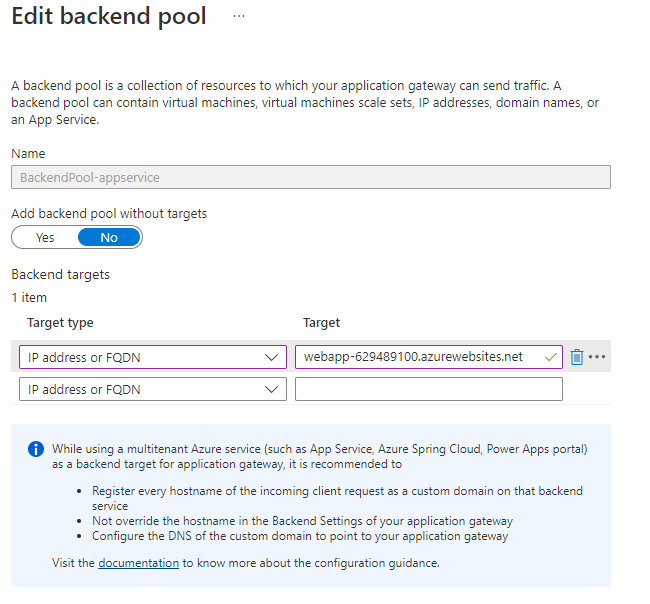 Edit backend pool ...
A backend pool is a collection of resources to which your application gateway can send traffic. A
backend pool can contain virtual machines, virtual machines scale sets, IP addresses, domain names, or
an App Service.
Name
BackendPool-appservice
Add backend pool without targets
Yes No
Backend targets
1 item
Target type Target
IP address or FQDN webapp-629489100.azurewebsites.net
IP address or FQDN
While using a multitenant Azure service (such as App Service, Azure Spring Cloud, Power Apps portal)
as a backend target for application gateway, it is recommended to
• Register every hostname of the incoming client request as a custom domain on that backend
service
• Not override the hostname in the Backend Settings of your application gateway
• Configure the DNS of the custom domain to point to your application gateway
Visit the documentation to know more about the configuration guidance.